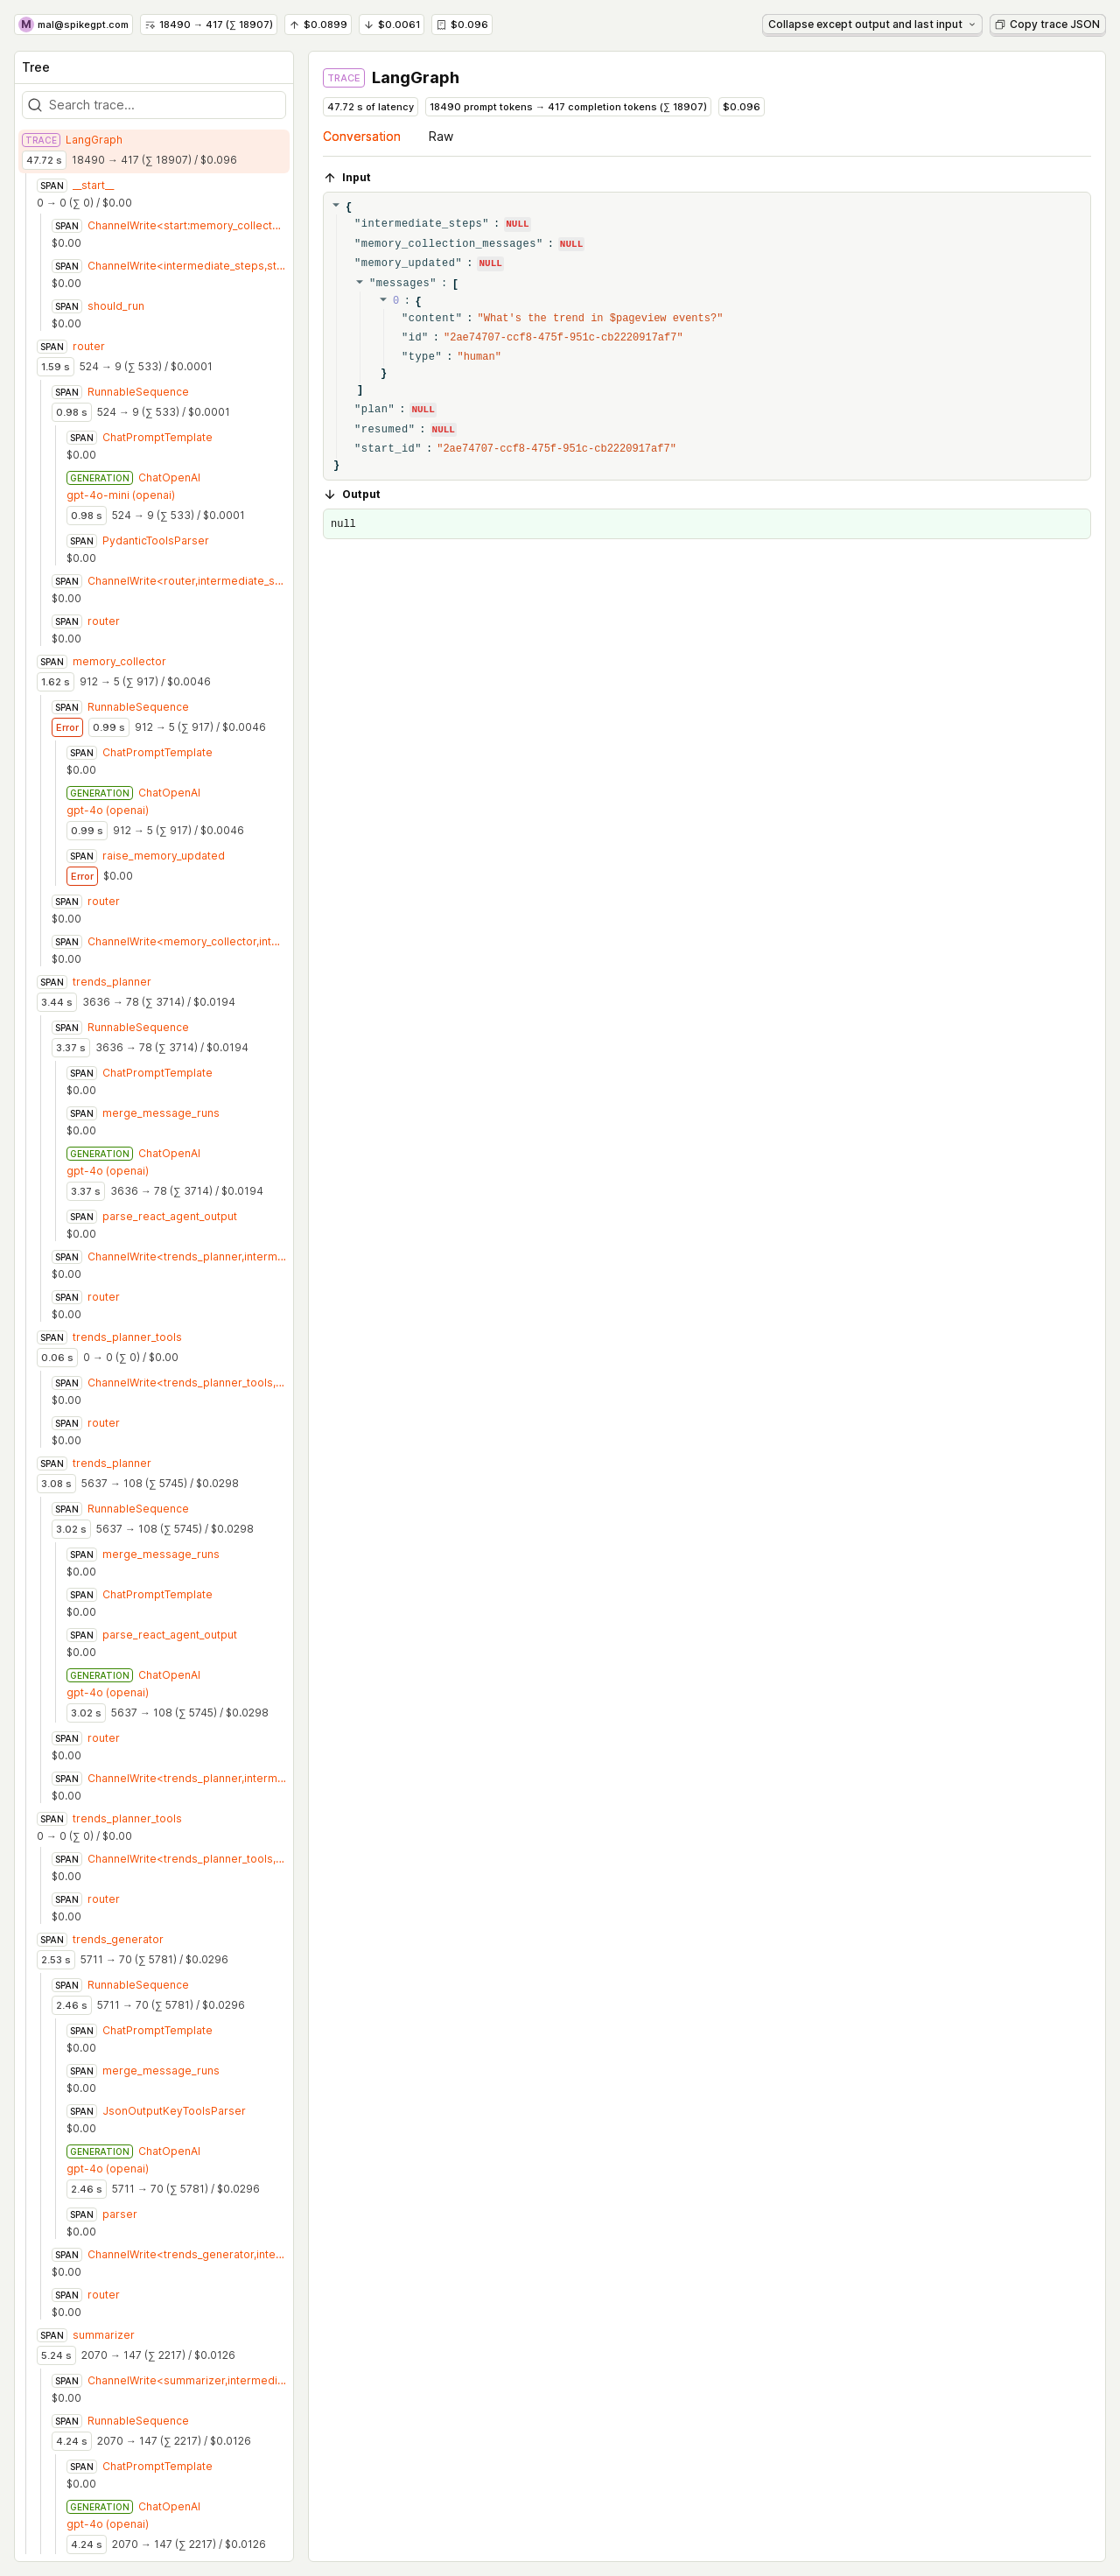 M mal@spikegpt.com 18490 → 417 (∑ 18907) ↑ $0.0899 ↓ $0.0061 $0.096 Collapse except output and last input Copy trace JSON
Tree
Search trace...
TRACE LangGraph
47.72 s 18490 → 417 (∑ 18907) / $0.096
SPAN __start__
0 → 0 (∑ 0) / $0.00
SPAN ChannelWrite<start:memory_collect...
$0.00
SPAN ChannelWrite<intermediate_steps,st...
$0.00
SPAN should_run
$0.00
SPAN router
1.59 s 524 → 9 (∑ 533) / $0.0001
SPAN RunnableSequence
0.98 s 524 → 9 (∑ 533) / $0.0001
SPAN ChatPromptTemplate
$0.00
GENERATION ChatOpenAI
gpt-4o-mini (openai)
0.98 s 524 → 9 (∑ 533) / $0.0001
SPAN PydanticToolsParser
$0.00
SPAN ChannelWrite<router,intermediate_s...
$0.00
SPAN router
$0.00
SPAN memory_collector
1.62 s 912 → 5 (∑ 917) / $0.0046
SPAN RunnableSequence
Error 0.99 s 912 → 5 (∑ 917) / $0.0046
SPAN ChatPromptTemplate
$0.00
GENERATION ChatOpenAI
gpt-4o (openai)
0.99 s 912 → 5 (∑ 917) / $0.0046
SPAN raise_memory_updated
Error $0.00
SPAN router
$0.00
SPAN ChannelWrite<memory_collector,int...
$0.00
SPAN trends_planner
3.44 s 3636 → 78 (∑ 3714) / $0.0194
SPAN RunnableSequence
3.37 s 3636 → 78 (∑ 3714) / $0.0194
SPAN ChatPromptTemplate
$0.00
SPAN merge_message_runs
$0.00
GENERATION ChatOpenAI
gpt-4o (openai)
3.37 s 3636 → 78 (∑ 3714) / $0.0194
SPAN parse_react_agent_output
$0.00
SPAN ChannelWrite<trends_planner,interm...
$0.00
SPAN router
$0.00
SPAN trends_planner_tools
0.06 s 0 → 0 (∑ 0) / $0.00
SPAN ChannelWrite<trends_planner_tools,...
$0.00
SPAN router
$0.00
SPAN trends_planner
3.08 s 5637 → 108 (∑ 5745) / $0.0298
SPAN RunnableSequence
3.02 s 5637 → 108 (∑ 5745) / $0.0298
SPAN merge_message_runs
$0.00
SPAN ChatPromptTemplate
$0.00
SPAN parse_react_agent_output
$0.00
GENERATION ChatOpenAI
gpt-4o (openai)
3.02 s 5637 → 108 (∑ 5745) / $0.0298
SPAN router
$0.00
SPAN ChannelWrite<trends_planner,interm...
$0.00
SPAN trends_planner_tools
0 → 0 (∑ 0) / $0.00
SPAN ChannelWrite<trends_planner_tools,...
$0.00
SPAN router
$0.00
SPAN trends_generator
2.53 s 5711 → 70 (∑ 5781) / $0.0296
SPAN RunnableSequence
2.46 s 5711 → 70 (∑ 5781) / $0.0296
SPAN ChatPromptTemplate
$0.00
SPAN merge_message_runs
$0.00
SPAN JsonOutputKeyToolsParser
$0.00
GENERATION ChatOpenAI
gpt-4o (openai)
2.46 s 5711 → 70 (∑ 5781) / $0.0296
SPAN parser
$0.00
SPAN ChannelWrite<trends_generator,inte...
$0.00
SPAN router
$0.00
SPAN summarizer
5.24 s 2070 → 147 (∑ 2217) / $0.0126
SPAN ChannelWrite<summarizer,intermedi...
$0.00
SPAN RunnableSequence
4.24 s 2070 → 147 (∑ 2217) / $0.0126
SPAN ChatPromptTemplate
$0.00
GENERATION ChatOpenAI
gpt-4o (openai)
4.24 s 2070 → 147 (∑ 2217) / $0.0126
TRACE LangGraph
47.72 s of latency 18490 prompt tokens → 417 completion tokens (∑ 18907) $0.096
Conversation Raw
↑ Input
{
"intermediate_steps" : NULL
"memory_collection_messages" : NULL
"memory_updated" : NULL
"messages" : [
0 : {
"content" : "What's the trend in $pageview events?"
"id" : "2ae74707-ccf8-475f-951c-cb2220917af7"
"type" : "human"
}
]
"plan" : NULL
"resumed" : NULL
"start_id" : "2ae74707-ccf8-475f-951c-cb2220917af7"
}
↓ Output
null